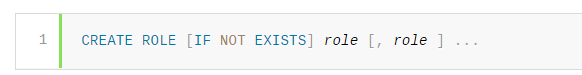 1 CREATE ROLE [IF NOT EXISTS] role [, role ] ...